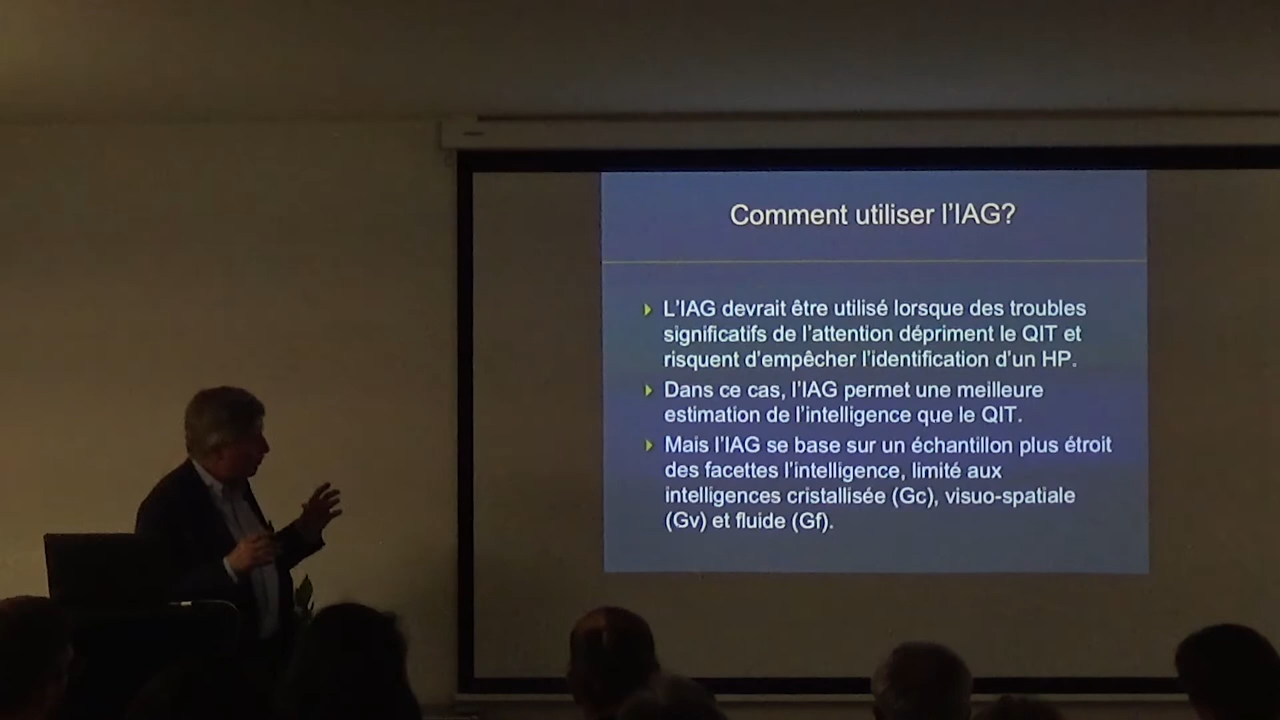 Comment utiliser l'IAG?
L'IAG devrait être utilisé lorsque des troubles
significatifs de l'attention dépriment le QIT et
risquent d'empêcher l'identification d'un HP.
Dans ce cas, l'IAG permet une meilleure
estimation de l'intelligence que le QIT.
Mais l'IAG se base sur un échantillon plus étroit
des facettes l'intelligence, limité aux
intelligences cristallisée (Gc), visuo-spatiale
(Gv) et fluide (Gf).